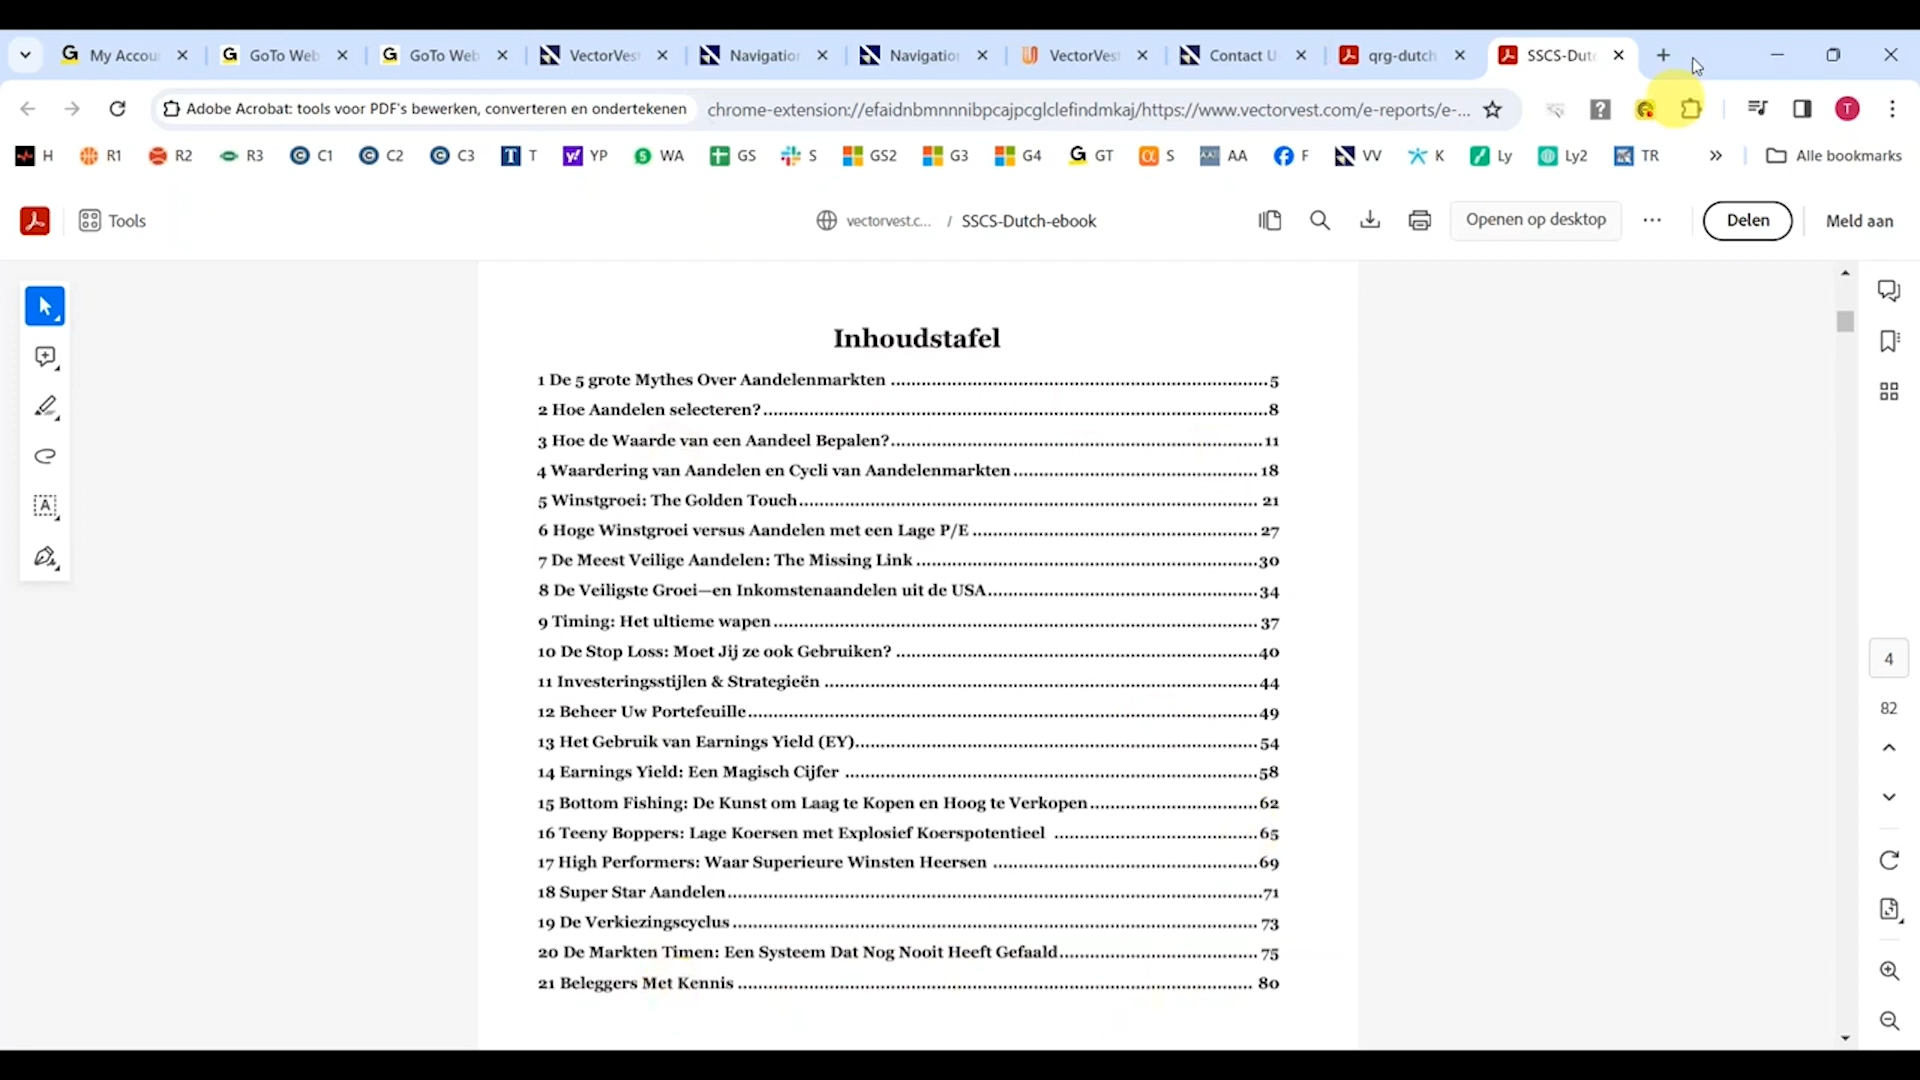 My Accou
GoTo Web
GoTo Web
VectorVest
Navigation
Navigation
VectorVest
Contact U
qrg-dutch
SSCS-Dutc
Adobe Acrobat: tools voor PDF's bewerken, converteren en ondertekenen
chrome-extension://efaidnbmnnnibpcajpcglclefindmkaj/https://www.vectorvest.com/e-reports/e-...
T
H R1 R2 R3 C1 C2 C3 T YP WA GS S GS2 G3 G4 GT S AA F VV K Ly Ly2 TR » All bookmarks
Tools
vectorvest.c... / SSCS-Dutch-ebook
Openen op desktop
Delen
Meld aan
Inhoudstafel
1 De 5 grote Mythes Over Aandelenmarkten ........ 5
2 Hoe Aandelen selecteren? ........ 8
3 Hoe de Waarde van een Aandeel Bepalen? ........ 11
4 Waardering van Aandelen en Cycli van Aandelenmarkten ........ 18
5 Winstgroei: The Golden Touch ........ 21
6 Hoge Winstgroei versus Aandelen met een Lage P/E ........ 27
7 De Meest Veilige Aandelen: The Missing Link ........ 30
8 De Veiligste Groei—en Inkomstenaandelen uit de USA ........ 34
9 Timing: Het ultieme wapen ........ 37
10 De Stop Loss: Moet Jij ze ook Gebruiken? ........ 40
11 Investeringsstijlen & Strategieën ........ 44
12 Beheer Uw Portefeuille ........ 49
13 Het Gebruik van Earnings Yield (EY) ........ 54
14 Earnings Yield: Een Magisch Cijfer ........ 58
15 Bottom Fishing: De Kunst om Laag te Kopen en Hoog te Verkopen ........ 62
16 Teeny Boppers: Lage Koersen met Explosief Koerspotentieel ........ 65
17 High Performers: Waar Superieure Winsten Heersen ........ 69
18 Super Star Aandelen ........ 71
19 De Verkiezingscyclus ........ 73
20 De Markten Timen: Een Systeem Dat Nog Nooit Heeft Gefaald ........ 75
21 Beleggers Met Kennis ........ 80
4
82